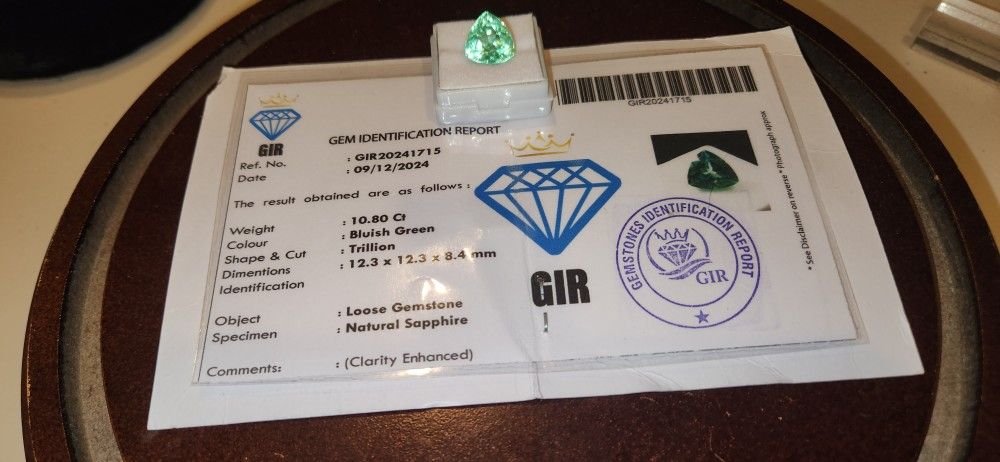 GIR
GEM IDENTIFICATION REPORT
GIR20241715
Ref. No. : GIR20241715
Date : 09/12/2024
The result obtained are as follows :
Weight : 10.80 Ct
Colour : Bluish Green
Shape & Cut : Trillion
Dimentions : 12.3 x 12.3 x 8.4 mm
Identification
Object : Loose Gemstone
Specimen : Natural Sapphire
Comments: : (Clarity Enhanced)
GIR
GEMSTONES IDENTIFICATION REPORT
GIR
* See Disclaimer on reverse * Photograph approx